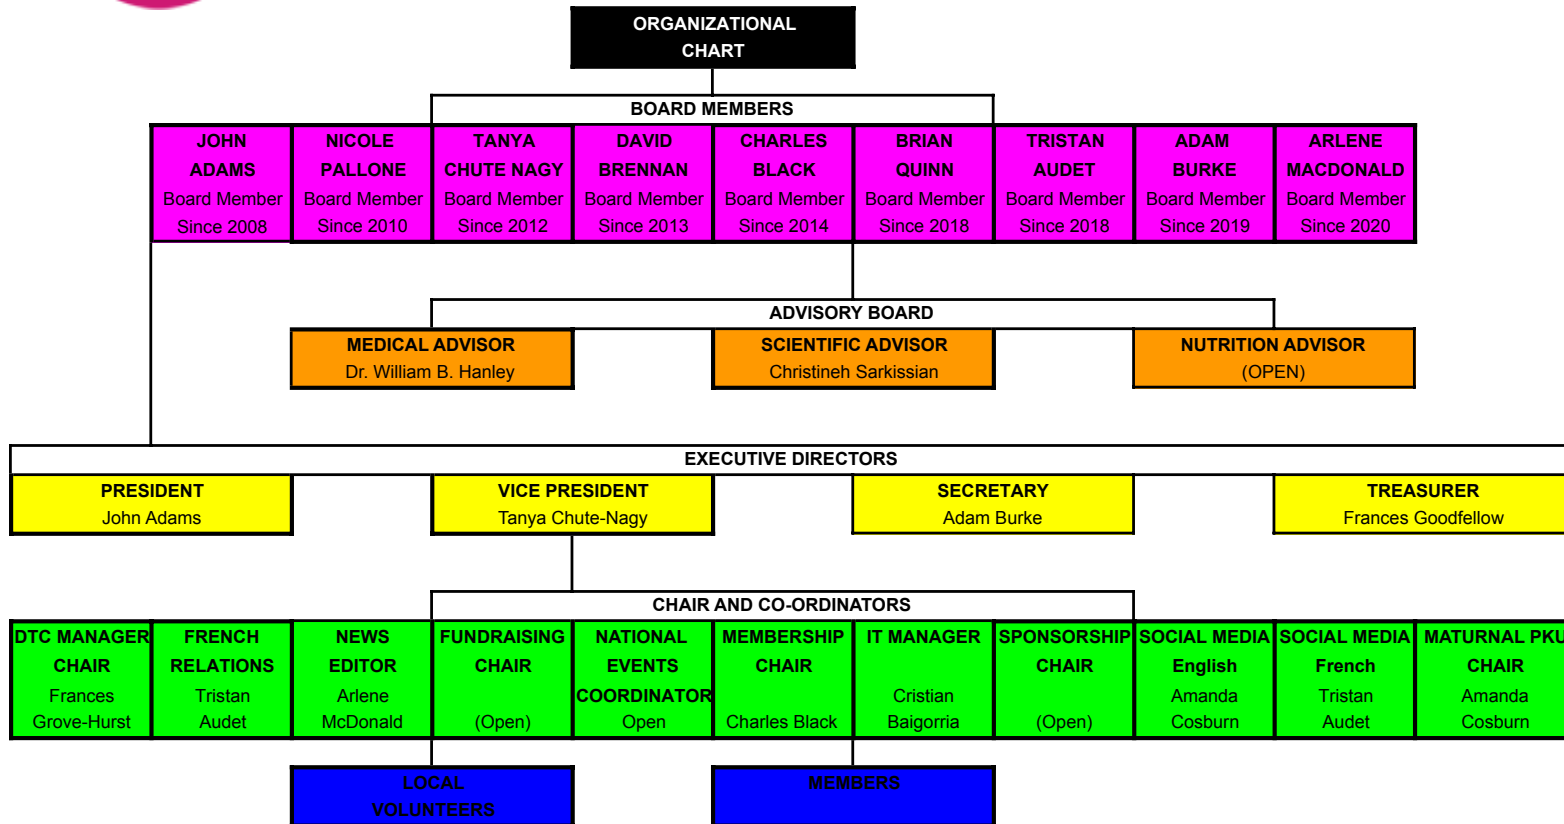 ORGANIZATIONAL
CHART
BOARD MEMBERS
JOHN
ADAMS
Board Member
Since 2008
NICOLE
PALLONE
Board Member
Since 2010
TANYA
CHUTE NAGY
Board Member
Since 2012
DAVID
BRENNAN
Board Member
Since 2013
CHARLES
BLACK
Board Member
Since 2014
BRIAN
QUINN
Board Member
Since 2018
TRISTAN
AUDET
Board Member
Since 2018
ADAM
BURKE
Board Member
Since 2019
ARLENE
MACDONALD
Board Member
Since 2020
ADVISORY BOARD
MEDICAL ADVISOR
Dr. William B. Hanley
SCIENTIFIC ADVISOR
Christineh Sarkissian
NUTRITION ADVISOR
(OPEN)
EXECUTIVE DIRECTORS
PRESIDENT
John Adams
VICE PRESIDENT
Tanya Chute-Nagy
SECRETARY
Adam Burke
TREASURER
Frances Goodfellow
CHAIR AND CO-ORDINATORS
DTC MANAGER
CHAIR
Frances
Grove-Hurst
FRENCH
RELATIONS
Tristan
Audet
NEWS
EDITOR
Arlene
McDonald
FUNDRAISING
CHAIR
(Open)
NATIONAL
EVENTS
COORDINATOR
Open
MEMBERSHIP
CHAIR
Charles Black
IT MANAGER
Cristian
Baigorria
SPONSORSHIP
CHAIR
(Open)
SOCIAL MEDIA
English
Amanda
Cosburn
SOCIAL MEDIA
French
Tristan
Audet
MATURNAL PKU
CHAIR
Amanda
Cosburn
LOCAL
VOLUNTEERS
MEMBERS